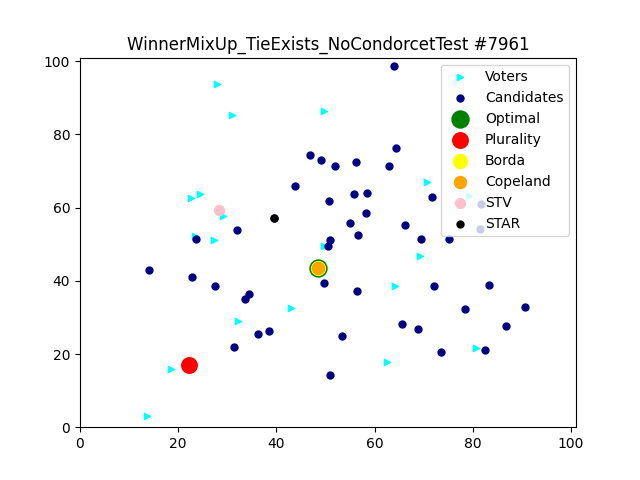 WinnerMixUp_TieExists_NoCondorcetTest #7961
100
80
60
40
20
0
0 20 40 60 80 100
Voters
Candidates
Optimal
Plurality
Borda
Copeland
STV
STAR